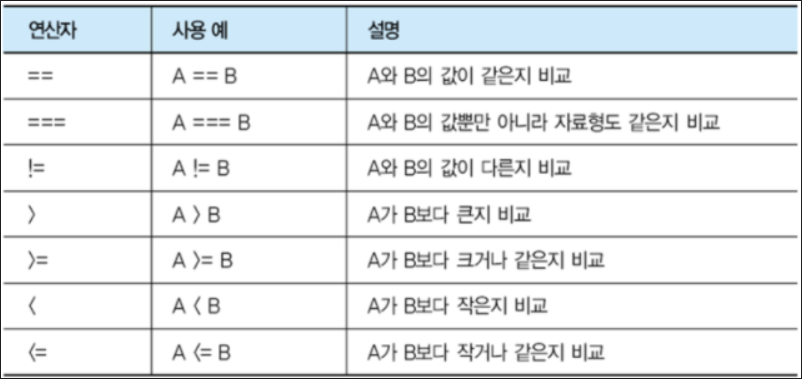 연산자 사용 예 설명
== A == B A와 B의 값이 같은지 비교
=== A === B A와 B의 값뿐만 아니라 자료형도 같은지 비교
!= A != B A와 B의 값이 다른지 비교
> A > B A가 B보다 큰지 비교
>= A >= B A가 B보다 크거나 같은지 비교
< A < B A가 B보다 작은지 비교
<= A <= B A가 B보다 작거나 같은지 비교